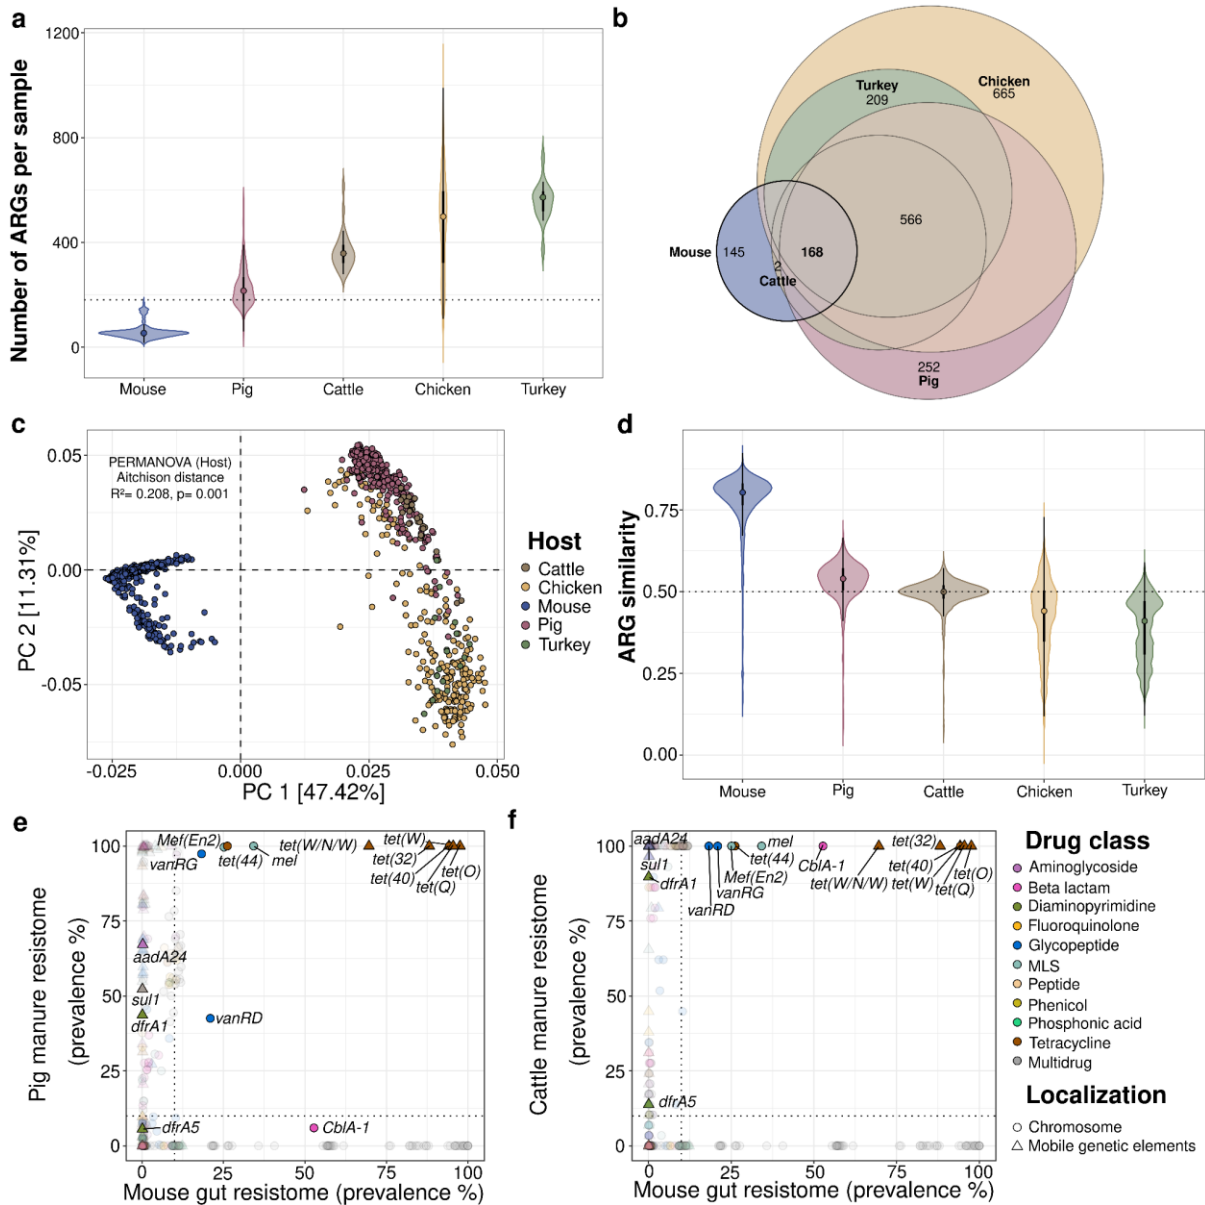 a
Number of ARGs per sample
1200
800
400
0
Mouse
Pig
Cattle
Chicken
Turkey
b
Chicken
665
Turkey
209
566
Mouse
145
168
2
Cattle
252
Pig
c
PC 2 [11.31%]
0.05
0.00
-0.05
PERMANOVA (Host)
Aitchison distance
R²= 0.208, p= 0.001
-0.025
0.000
0.025
0.050
PC 1 [47.42%]
Host
Cattle
Chicken
Mouse
Pig
Turkey
d
ARG similarity
0.75
0.50
0.25
0.00
Mouse
Pig
Cattle
Chicken
Turkey
e
Pig manure resistome
(prevalence %)
100
75
50
25
0
Mef(En2)
vanRG
tet(44)
mel
tet(W/N/W)
tet(W)
tet(32)
tet(40)
tet(O)
tet(Q)
aadA24
sul1
dfrA1
vanRD
dfrA5
CblA-1
0
25
50
75
100
Mouse gut resistome (prevalence %)
f
Cattle manure resistome
(prevalence %)
100
75
50
25
0
aadA24
sul1
dfrA1
vanRD
vanRG
Mef(En2)
tet(44)
mel
CblA-1
tet(W/N/W)
tet(32)
tet(40)
tet(W)
tet(O)
tet(Q)
dfrA5
0
25
50
75
100
Mouse gut resistome (prevalence %)
Drug class
Aminoglycoside
Beta lactam
Diaminopyrimidine
Fluoroquinolone
Glycopeptide
MLS
Peptide
Phenicol
Phosphonic acid
Tetracycline
Multidrug
Localization
Chromosome
Mobile genetic elements